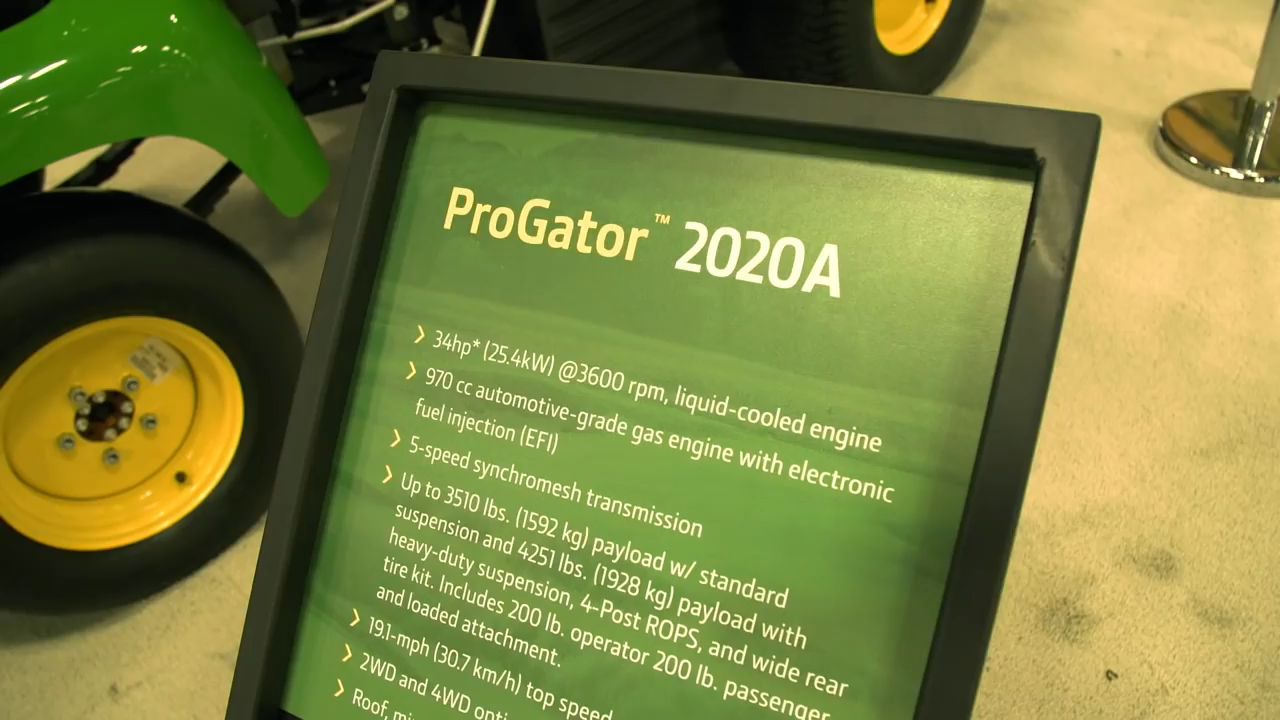 ProGator™ 2020A
› 34hp* (25.4kW) @3600 rpm, liquid-cooled engine
› 970 cc automotive-grade gas engine with electronic
fuel injection (EFI)
› 5-speed synchromesh transmission
› Up to 3510 lbs. (1592 kg) payload w/ standard
suspension and 4251 lbs. (1928 kg) payload with
heavy-duty suspension, 4-Post ROPS, and wide rear
tire kit. Includes 200 lb. operator 200 lb. passenger
and loaded attachment.
› 19.1-mph (30.7 km/h) top speed
› 2WD and 4WD
› Roof,